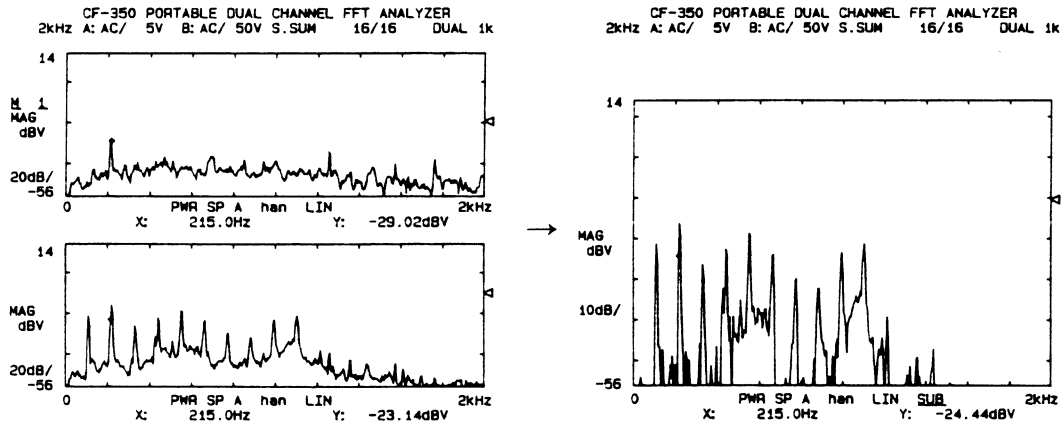 CF-350 PORTABLE DUAL CHANNEL FFT ANALYZER
2kHz A: AC/ 5V B: AC/ 50V S.SUM 16/16 DUAL 1k
14
M 1
MAG
dBV
20dB/
-56
0 PWR SP A han LIN 2kHz
X: 215.0Hz Y: -29.02dBV
14
MAG
dBV
20dB/
-56
0 PWR SP A han LIN 2kHz
X: 215.0Hz Y: -23.14dBV
→
CF-350 PORTABLE DUAL CHANNEL FFT ANALYZER
2kHz A: AC/ 5V B: AC/ 50V S.SUM 16/16 DUAL 1k
14
MAG
dBV
10dB/
-56
0 PWR SP A han LIN SUB 2kHz
X: 215.0Hz Y: -24.44dBV